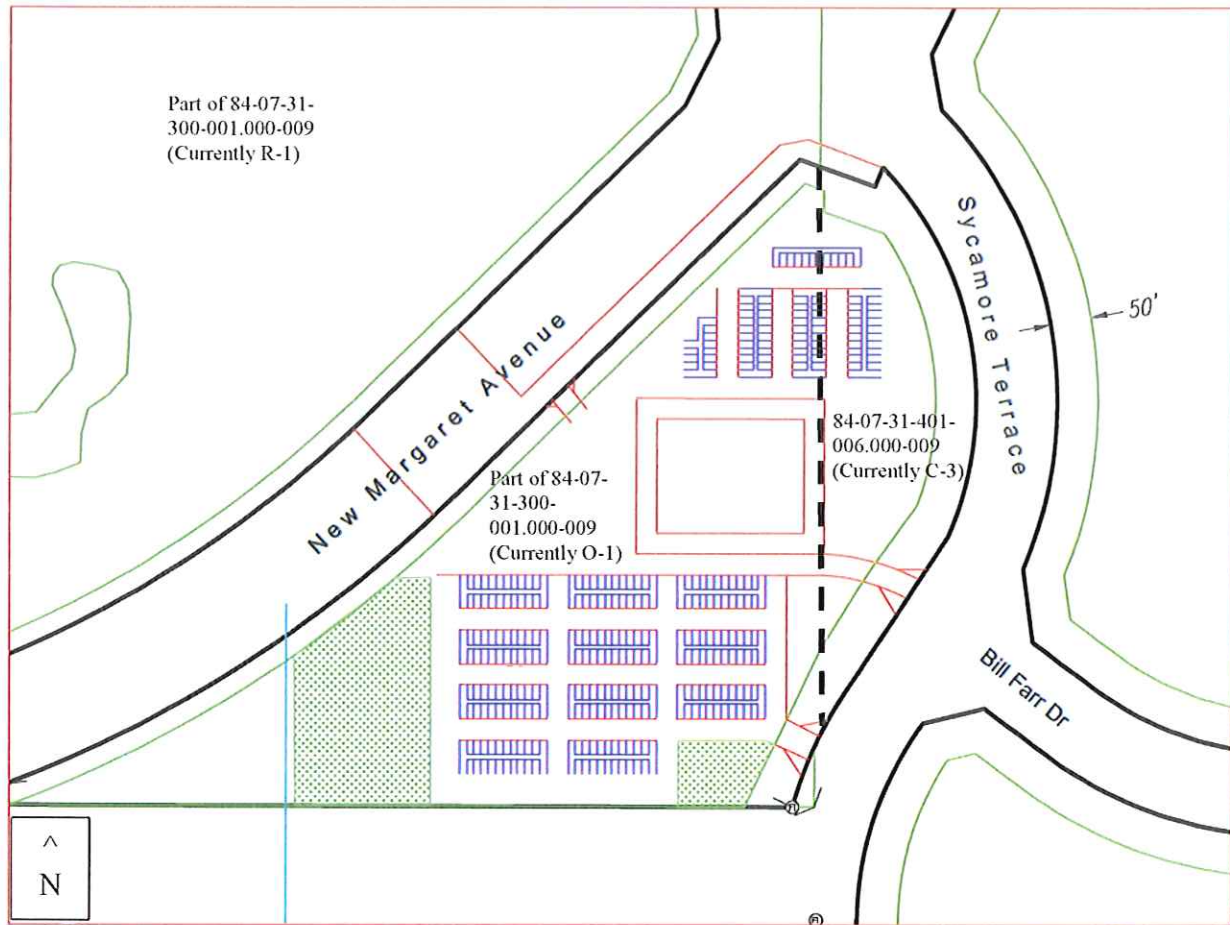 Part of 84-07-31-
300-001.000-009
(Currently R-1)
Sycamore Terrace
50'
New Margaret Avenue
84-07-31-401-
006.000-009
(Currently C-3)
Part of 84-07-
31-300-
001.000-009
(Currently O-1)
Bill Farr Dr
^
N